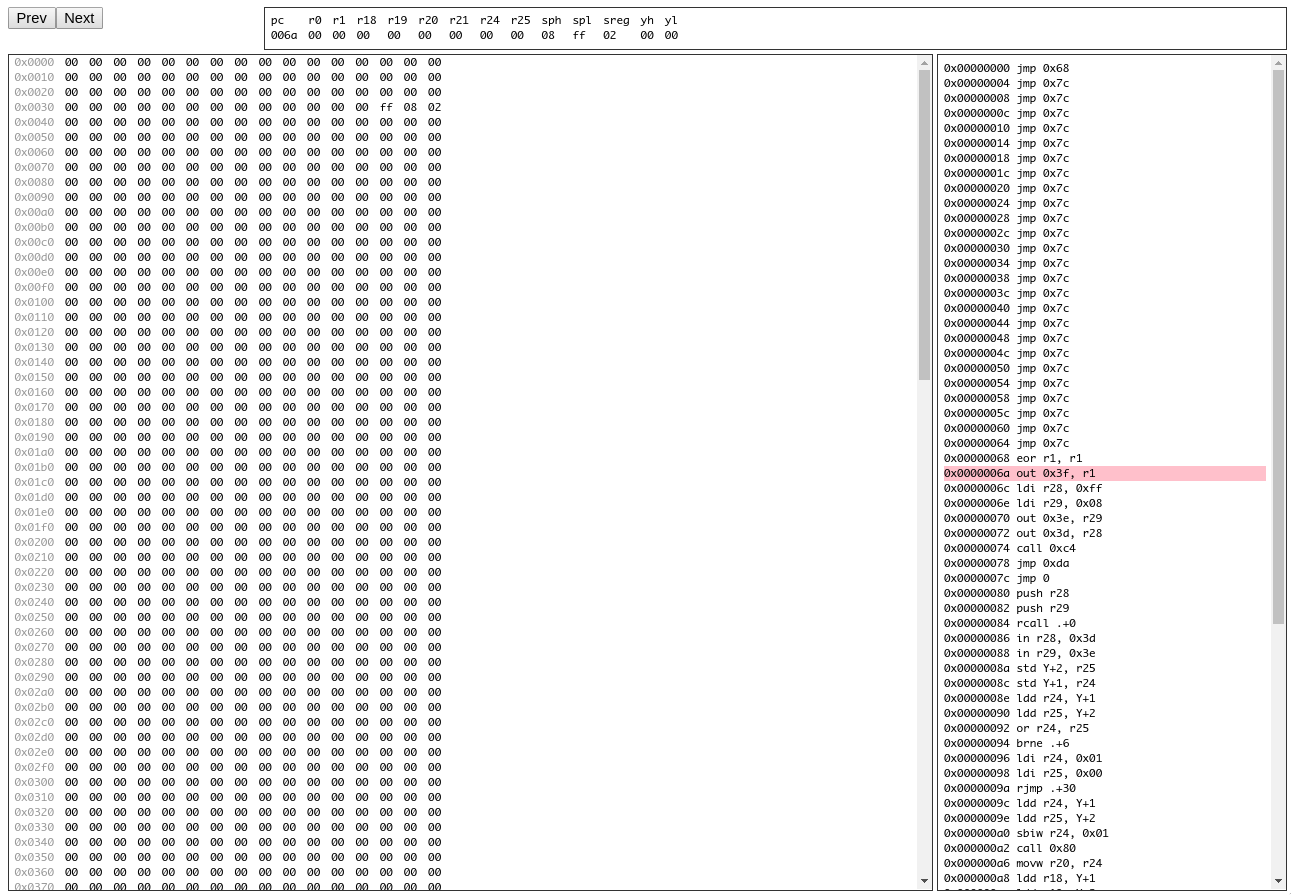 Prev Next
pc r0 r1 r18 r19 r20 r21 r24 r25 sph spl sreg yh yl
006a 00 00 00 00 00 00 00 00 08 ff 02 00 00
0x0000 00 00 00 00 00 00 00 00 00 00 00 00 00 00 00 00
0x0010 00 00 00 00 00 00 00 00 00 00 00 00 00 00 00 00
0x0020 00 00 00 00 00 00 00 00 00 00 00 00 00 00 00 00
0x0030 00 00 00 00 00 00 00 00 00 00 00 00 00 ff 08 02
0x0040 00 00 00 00 00 00 00 00 00 00 00 00 00 00 00 00
0x0050 00 00 00 00 00 00 00 00 00 00 00 00 00 00 00 00
0x0060 00 00 00 00 00 00 00 00 00 00 00 00 00 00 00 00
0x0070 00 00 00 00 00 00 00 00 00 00 00 00 00 00 00 00
0x0080 00 00 00 00 00 00 00 00 00 00 00 00 00 00 00 00
0x0090 00 00 00 00 00 00 00 00 00 00 00 00 00 00 00 00
0x00a0 00 00 00 00 00 00 00 00 00 00 00 00 00 00 00 00
0x00b0 00 00 00 00 00 00 00 00 00 00 00 00 00 00 00 00
0x00c0 00 00 00 00 00 00 00 00 00 00 00 00 00 00 00 00
0x00d0 00 00 00 00 00 00 00 00 00 00 00 00 00 00 00 00
0x00e0 00 00 00 00 00 00 00 00 00 00 00 00 00 00 00 00
0x00f0 00 00 00 00 00 00 00 00 00 00 00 00 00 00 00 00
0x0100 00 00 00 00 00 00 00 00 00 00 00 00 00 00 00 00
0x0110 00 00 00 00 00 00 00 00 00 00 00 00 00 00 00 00
0x0120 00 00 00 00 00 00 00 00 00 00 00 00 00 00 00 00
0x0130 00 00 00 00 00 00 00 00 00 00 00 00 00 00 00 00
0x0140 00 00 00 00 00 00 00 00 00 00 00 00 00 00 00 00
0x0150 00 00 00 00 00 00 00 00 00 00 00 00 00 00 00 00
0x0160 00 00 00 00 00 00 00 00 00 00 00 00 00 00 00 00
0x0170 00 00 00 00 00 00 00 00 00 00 00 00 00 00 00 00
0x0180 00 00 00 00 00 00 00 00 00 00 00 00 00 00 00 00
0x0190 00 00 00 00 00 00 00 00 00 00 00 00 00 00 00 00
0x01a0 00 00 00 00 00 00 00 00 00 00 00 00 00 00 00 00
0x01b0 00 00 00 00 00 00 00 00 00 00 00 00 00 00 00 00
0x01c0 00 00 00 00 00 00 00 00 00 00 00 00 00 00 00 00
0x01d0 00 00 00 00 00 00 00 00 00 00 00 00 00 00 00 00
0x01e0 00 00 00 00 00 00 00 00 00 00 00 00 00 00 00 00
0x01f0 00 00 00 00 00 00 00 00 00 00 00 00 00 00 00 00
0x0200 00 00 00 00 00 00 00 00 00 00 00 00 00 00 00 00
0x0210 00 00 00 00 00 00 00 00 00 00 00 00 00 00 00 00
0x0220 00 00 00 00 00 00 00 00 00 00 00 00 00 00 00 00
0x0230 00 00 00 00 00 00 00 00 00 00 00 00 00 00 00 00
0x0240 00 00 00 00 00 00 00 00 00 00 00 00 00 00 00 00
0x0250 00 00 00 00 00 00 00 00 00 00 00 00 00 00 00 00
0x0260 00 00 00 00 00 00 00 00 00 00 00 00 00 00 00 00
0x0270 00 00 00 00 00 00 00 00 00 00 00 00 00 00 00 00
0x0280 00 00 00 00 00 00 00 00 00 00 00 00 00 00 00 00
0x0290 00 00 00 00 00 00 00 00 00 00 00 00 00 00 00 00
0x02a0 00 00 00 00 00 00 00 00 00 00 00 00 00 00 00 00
0x02b0 00 00 00 00 00 00 00 00 00 00 00 00 00 00 00 00
0x02c0 00 00 00 00 00 00 00 00 00 00 00 00 00 00 00 00
0x02d0 00 00 00 00 00 00 00 00 00 00 00 00 00 00 00 00
0x02e0 00 00 00 00 00 00 00 00 00 00 00 00 00 00 00 00
0x02f0 00 00 00 00 00 00 00 00 00 00 00 00 00 00 00 00
0x0300 00 00 00 00 00 00 00 00 00 00 00 00 00 00 00 00
0x0310 00 00 00 00 00 00 00 00 00 00 00 00 00 00 00 00
0x0320 00 00 00 00 00 00 00 00 00 00 00 00 00 00 00 00
0x0330 00 00 00 00 00 00 00 00 00 00 00 00 00 00 00 00
0x0340 00 00 00 00 00 00 00 00 00 00 00 00 00 00 00 00
0x0350 00 00 00 00 00 00 00 00 00 00 00 00 00 00 00 00
0x0360 00 00 00 00 00 00 00 00 00 00 00 00 00 00 00 00
0x0370 00 00 00 00 00 00 00 00 00 00 00 00 00 00 00 00
0x00000000 jmp 0x68
0x00000004 jmp 0x7c
0x00000008 jmp 0x7c
0x0000000c jmp 0x7c
0x00000010 jmp 0x7c
0x00000014 jmp 0x7c
0x00000018 jmp 0x7c
0x0000001c jmp 0x7c
0x00000020 jmp 0x7c
0x00000024 jmp 0x7c
0x00000028 jmp 0x7c
0x0000002c jmp 0x7c
0x00000030 jmp 0x7c
0x00000034 jmp 0x7c
0x00000038 jmp 0x7c
0x0000003c jmp 0x7c
0x00000040 jmp 0x7c
0x00000044 jmp 0x7c
0x00000048 jmp 0x7c
0x0000004c jmp 0x7c
0x00000050 jmp 0x7c
0x00000054 jmp 0x7c
0x00000058 jmp 0x7c
0x0000005c jmp 0x7c
0x00000060 jmp 0x7c
0x00000064 jmp 0x7c
0x00000068 eor r1, r1
0x0000006a out 0x3f, r1
0x0000006c ldi r28, 0xff
0x0000006e ldi r29, 0x08
0x00000070 out 0x3e, r29
0x00000072 out 0x3d, r28
0x00000074 call 0xc4
0x00000078 jmp 0xda
0x0000007c jmp 0
0x00000080 push r28
0x00000082 push r29
0x00000084 rcall .+0
0x00000086 in r28, 0x3d
0x00000088 in r29, 0x3e
0x0000008a std Y+2, r25
0x0000008c std Y+1, r24
0x0000008e ldd r24, Y+1
0x00000090 ldd r25, Y+2
0x00000092 or r24, r25
0x00000094 brne .+6
0x00000096 ldi r24, 0x01
0x00000098 ldi r25, 0x00
0x0000009a rjmp .+30
0x0000009c ldd r24, Y+1
0x0000009e ldd r25, Y+2
0x000000a0 sbiw r24, 0x01
0x000000a2 call 0x80
0x000000a6 movw r20, r24
0x000000a8 ldd r18, Y+1